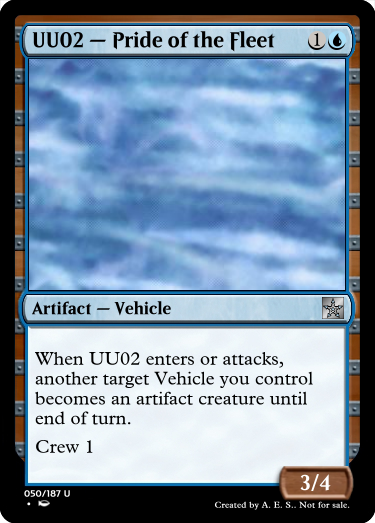 UU02 — Pride of the Fleet 1
Artifact — Vehicle
When UU02 enters or attacks,
another target Vehicle you control
becomes an artifact creature until
end of turn.
Crew 1
3/4
050/187 U
Created by A. E. S.. Not for sale.